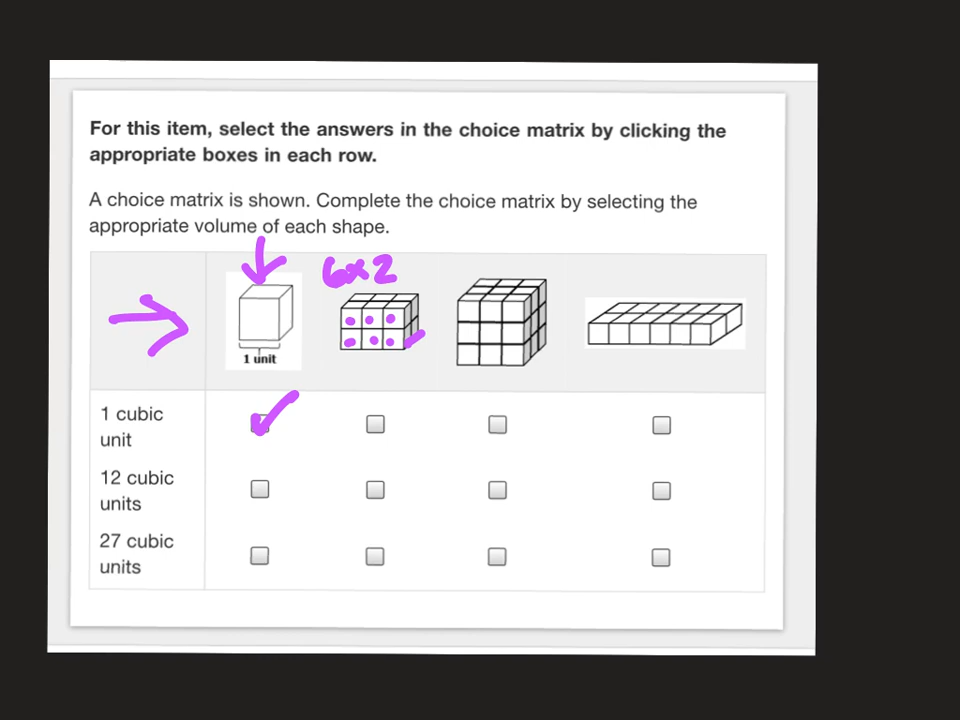 For this item, select the answers in the choice matrix by clicking the
appropriate boxes in each row.
A choice matrix is shown. Complete the choice matrix by selecting the
appropriate volume of each shape.
6x2
1 unit
1 cubic
unit
12 cubic
units
27 cubic
units